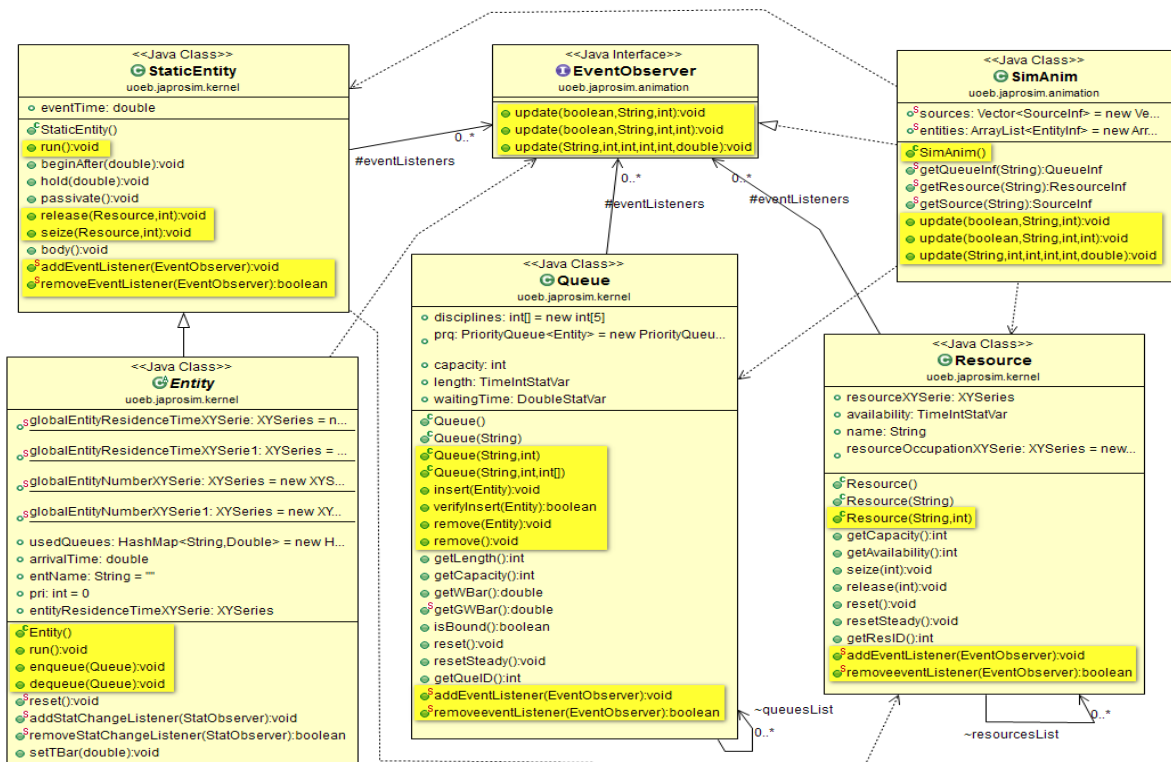 <<Java Class>>
StaticEntity
uoeb.japrosim.kernel
eventTime: double
StaticEntity()
run():void
beginAfter(double):void
hold(double):void
passivate():void
release(Resource,int):void
seize(Resource,int):void
body():void
addEventListener(EventObserver):void
removeEventListener(EventObserver):boolean
<<Java Interface>>
EventObserver
uoeb.japrosim.animation
update(boolean,String,int):void
update(boolean,String,int,int):void
update(String,int,int,int,int,double):void
<<Java Class>>
SimAnim
uoeb.japrosim.animation
sources: Vector<SourceInf> = new Ve...
entities: ArrayList<EntityInf> = new Arr...
SimAnim()
getQueueInf(String):QueueInf
getResource(String):ResourceInf
getSource(String):SourceInf
update(boolean,String,int):void
update(boolean,String,int,int):void
update(String,int,int,int,int,double):void
0..*
#eventListeners
0..*
#eventListeners
0..*
#eventListeners
<<Java Class>>
Queue
uoeb.japrosim.kernel
disciplines: int[] = new int[5]
prq: PriorityQueue<Entity> = new PriorityQueu...
capacity: int
length: TimeIntStatVar
waitingTime: DoubleStatVar
Queue()
Queue(String)
Queue(String,int)
Queue(String,int,int[])
insert(Entity):void
verifyInsert(Entity):boolean
remove(Entity):void
remove():void
getLength():int
getCapacity():int
getWBar():double
getGWBar():double
isBound():boolean
reset():void
resetSteady():void
getQueID():int
addEventListener(EventObserver):void
removeeventListener(EventObserver):boolean
~queuesList
0..*
<<Java Class>>
Entity
uoeb.japrosim.kernel
globalEntityResidenceTimeXYSerie: XYSeries = n...
globalEntityResidenceTimeXYSerie1: XYSeries = ...
globalEntityNumberXYSerie: XYSeries = new XYS...
globalEntityNumberXYSerie1: XYSeries = new XY...
usedQueues: HashMap<String,Double> = new H...
arrivalTime: double
entName: String = ""
pri: int = 0
entityResidenceTimeXYSerie: XYSeries
Entity()
run():void
enqueue(Queue):void
dequeue(Queue):void
reset():void
addStatChangeListener(StatObserver):void
removeStatChangeListener(StatObserver):boolean
setTBar(double):void
<<Java Class>>
Resource
uoeb.japrosim.kernel
resourceXYSerie: XYSeries
availability: TimeIntStatVar
name: String
resourceOccupationXYSerie: XYSeries = new...
Resource()
Resource(String)
Resource(String,int)
getCapacity():int
getAvailability():int
seize(int):void
release(int):void
reset():void
resetSteady():void
getResID():int
addEventListener(EventObserver):void
removeeventListener(EventObserver):boolean
0..*
~resourcesList